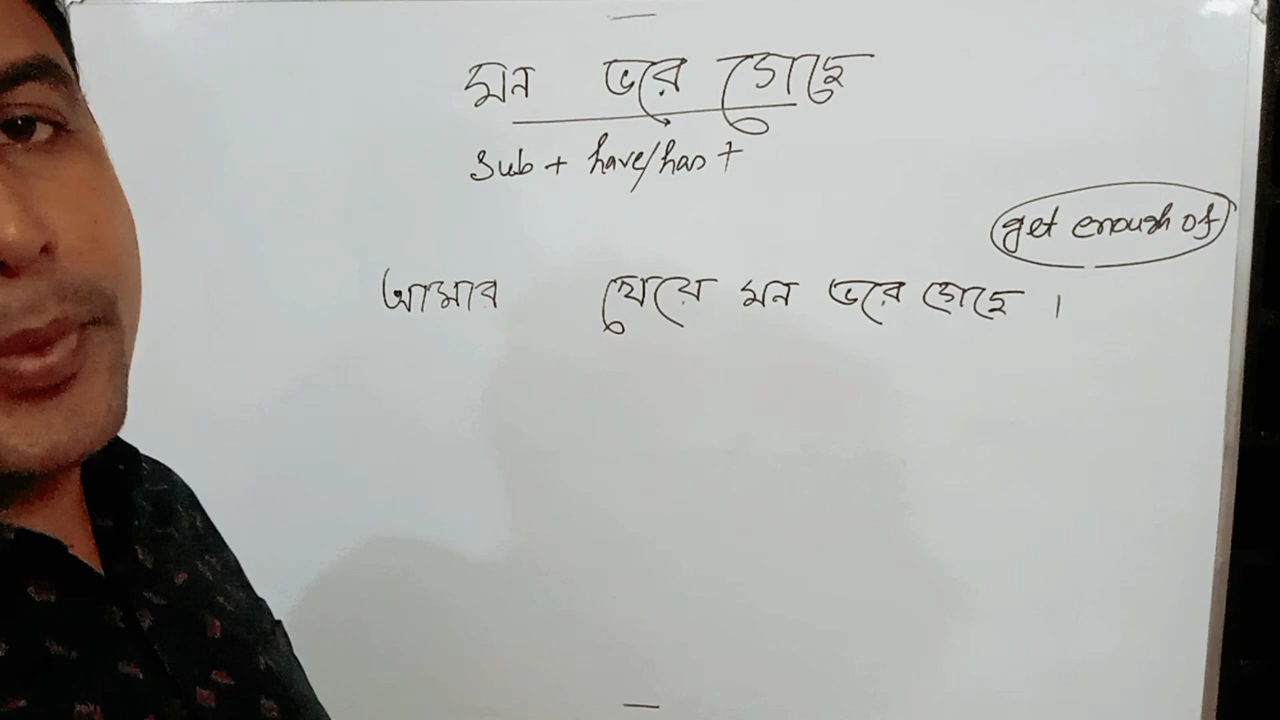 মন ভরে গেছে
Sub + have/has +
get enough of
আমার খেয়ে মন ভরে গেছে ।